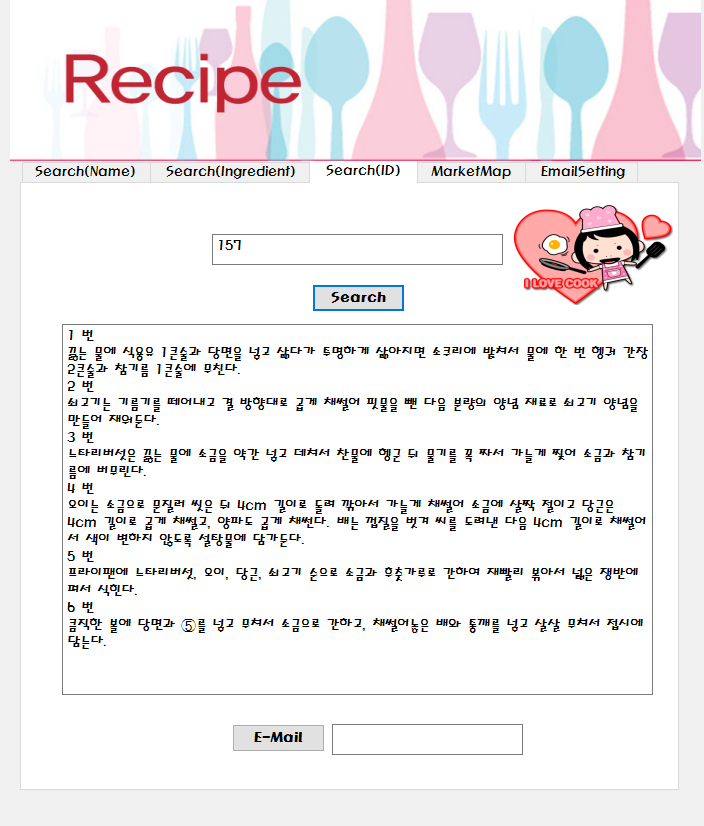 Recipe
Search(Name)
Search(Ingredient)
Search(ID)
MarketMap
EmailSetting
157
I LOVE COOK
Search
1 번
끓는 물에 식용유 1큰술과 당면을 넣고 삶다가 투명하게 삶아지면 소쿠리에 밭쳐서 물에 한 번 헹궈 간장
2큰술과 참기름 1큰술에 무친다.
2 번
쇠고기는 기름기를 떼어내고 결 방향대로 굵게 채썰어 핏물을 뺀 다음 분량의 양념 재료로 쇠고기 양념을
만들어 재워둔다.
3 번
느타리버섯은 끓는 물에 소금을 약간 넣고 데쳐서 찬물에 헹군 뒤 물기를 꼭 짜서 가늘게 찢어 소금과 참기
름에 버무린다.
4 번
오이는 소금으로 문질러 씻은 뒤 4cm 길이로 돌려 깎아서 가늘게 채썰어 소금에 살짝 절이고 당근은
4cm 길이로 굵게 채썰고, 양파도 굵게 채썬다. 배는 껍질을 벗겨 씨를 도려낸 다음 4cm 길이로 채썰어
서 색이 변하지 않도록 설탕물에 담가둔다.
5 번
프라이팬에 느타리버섯, 오이, 당근, 쇠고기 순으로 소금과 후춧가루로 간하여 재빨리 볶아서 넓은 쟁반에
펴서 식힌다.
6 번
큼직한 볼에 당면과 ⑤를 넣고 무쳐서 소금으로 간하고, 채썰어놓은 배와 통깨를 넣고 살살 무쳐서 접시에
담는다.
E-Mail